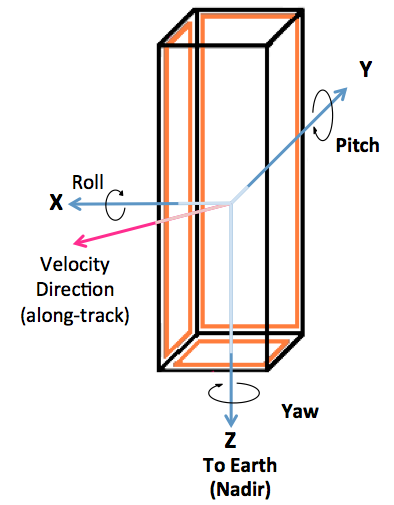 Y
Pitch
Roll
X
Velocity
Direction
(along-track)
Yaw
Z
To Earth
(Nadir)